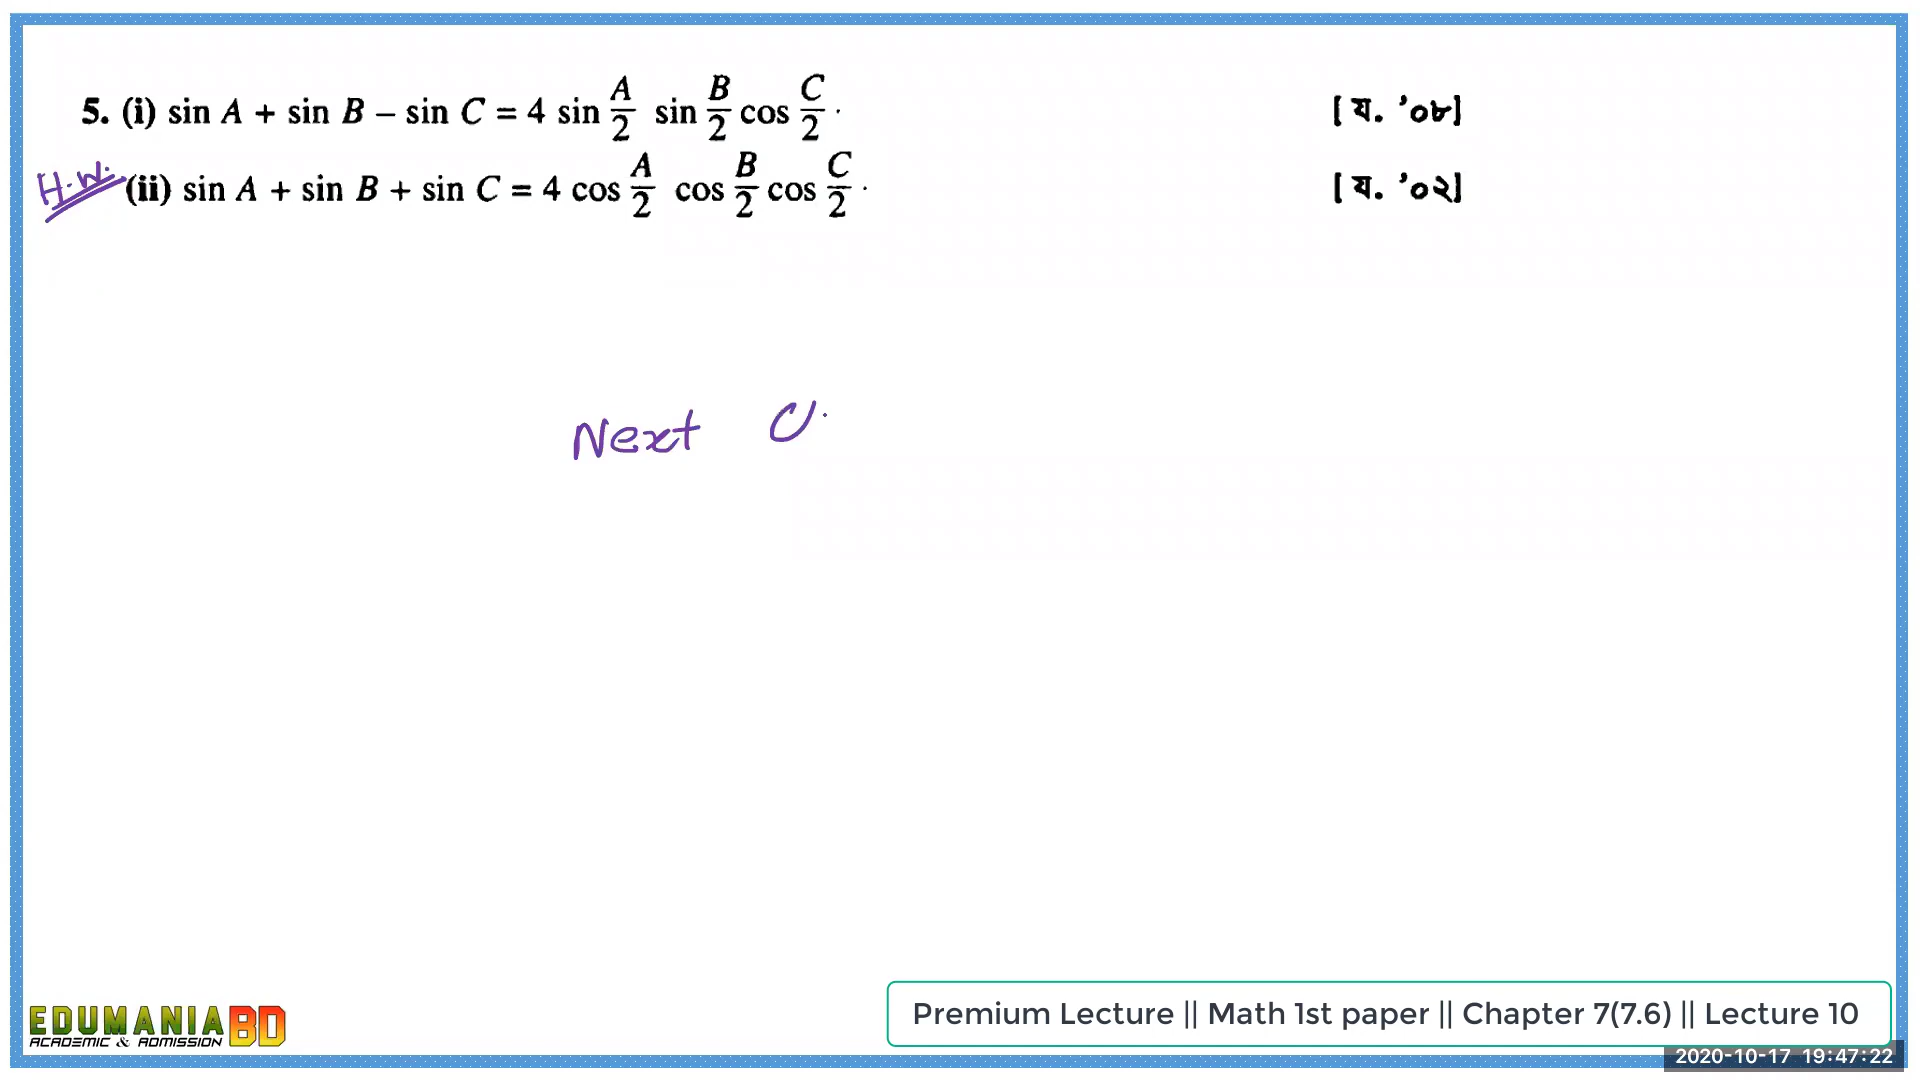 5. (i) sin A + sin B – sin C = 4 sin A/2 sin B/2 cos C/2 · [ য. '০৮]
H.W. (ii) sin A + sin B + sin C = 4 cos A/2 cos B/2 cos C/2 · [ য. '০২]
Next
EDUMANIA BD
ACADEMIC & ADMISSION
Premium Lecture || Math 1st paper || Chapter 7(7.6) || Lecture 10
2020-10-17 19:47:22